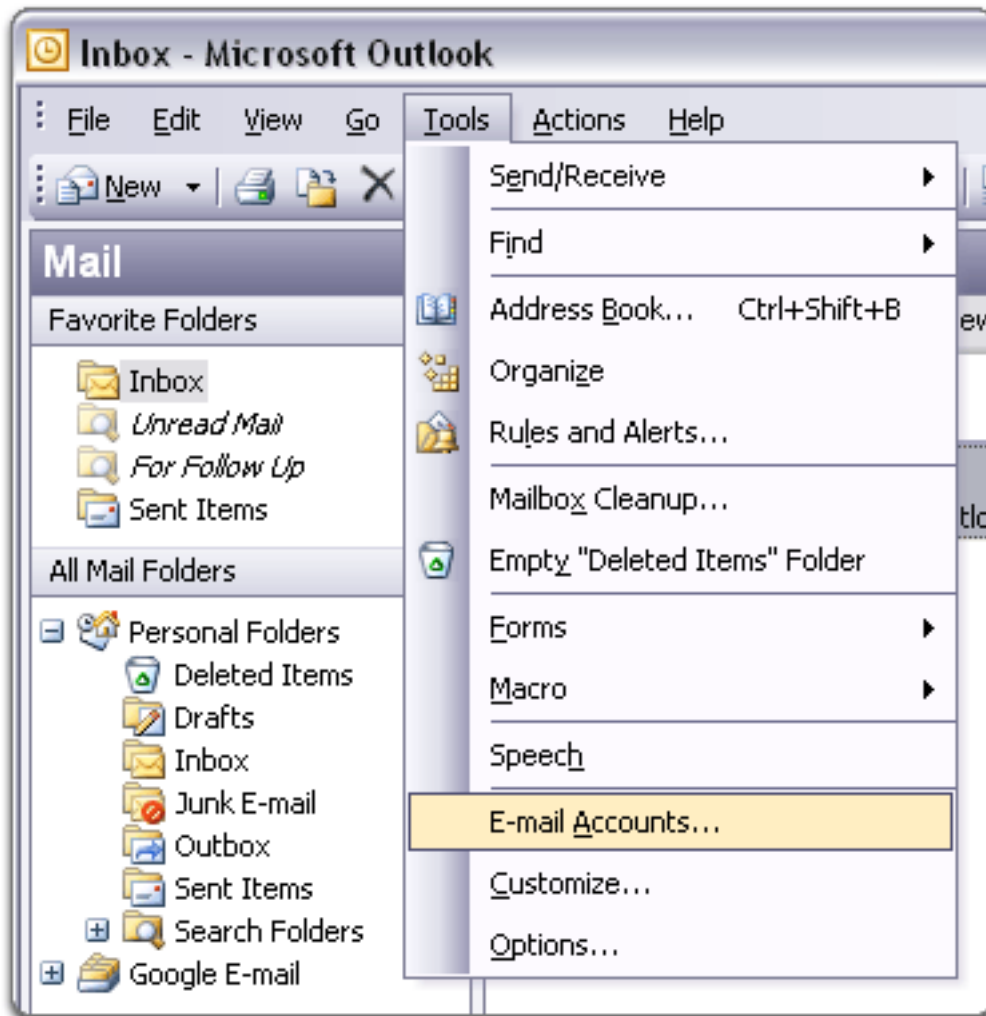 Inbox - Microsoft Outlook
File Edit View Go Tools Actions Help
New
Mail
Favorite Folders
Inbox
Unread Mail
For Follow Up
Sent Items
All Mail Folders
Personal Folders
Deleted Items
Drafts
Inbox
Junk E-mail
Outbox
Sent Items
Search Folders
Google E-mail
Send/Receive
Find
Address Book... Ctrl+Shift+B
Organize
Rules and Alerts...
Mailbox Cleanup...
Empty "Deleted Items" Folder
Forms
Macro
Speech
E-mail Accounts...
Customize...
Options...